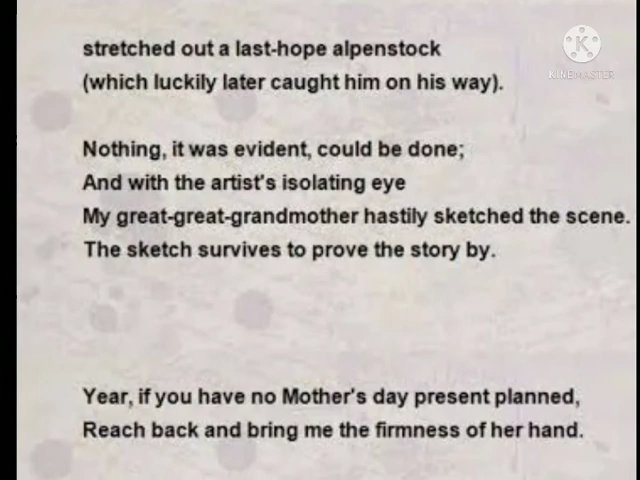 stretched out a last-hope alpenstock
(which luckily later caught him on his way).
Nothing, it was evident, could be done;
And with the artist's isolating eye
My great-great-grandmother hastily sketched the scene.
The sketch survives to prove the story by.
Year, if you have no Mother's day present planned,
Reach back and bring me the firmness of her hand.
KINEMASTER